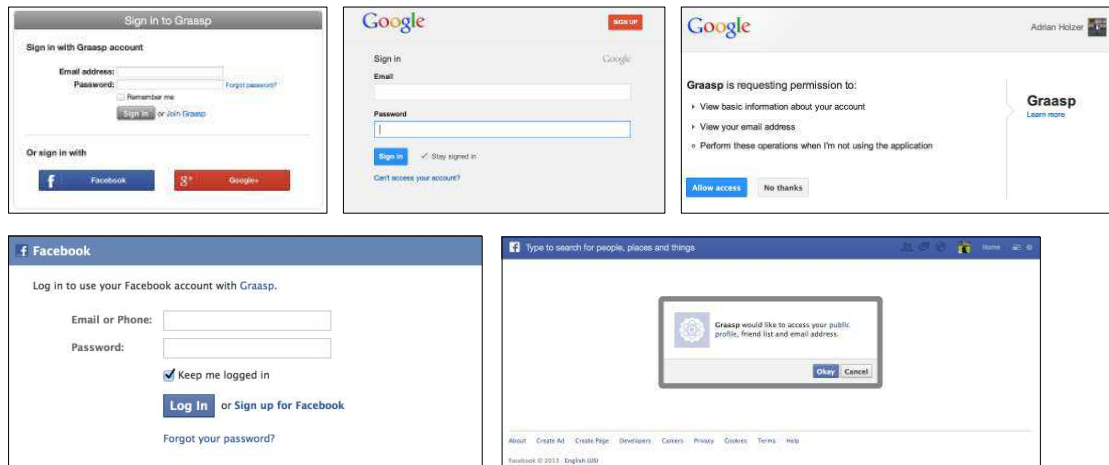 Sign in to Graasp
Sign in with Graasp account
Email address:
Password:
Forgot password?
Remember me
Sign in or Join Graasp
Or sign in with
f Facebook
g+ Google+
Google
SIGN UP
Sign in
Google
Email
Password
Sign in ✓ Stay signed in
Can't access your account?
Google
Adrian Holzer
Graasp is requesting permission to:
View basic information about your account
View your email address
Perform these operations when I'm not using the application
Graasp
Learn more
Allow access No thanks
f Facebook
Log in to use your Facebook account with Graasp.
Email or Phone:
Password:
Keep me logged in
Log In or Sign up for Facebook
Forgot your password?
f Type to search for people, places and things
Home
Graasp would like to access your public
profile, friend list and email address.
Okay Cancel
About Create Ad Create Page Developers Careers Privacy Cookies Terms Help
Facebook © 2013 · English (US)